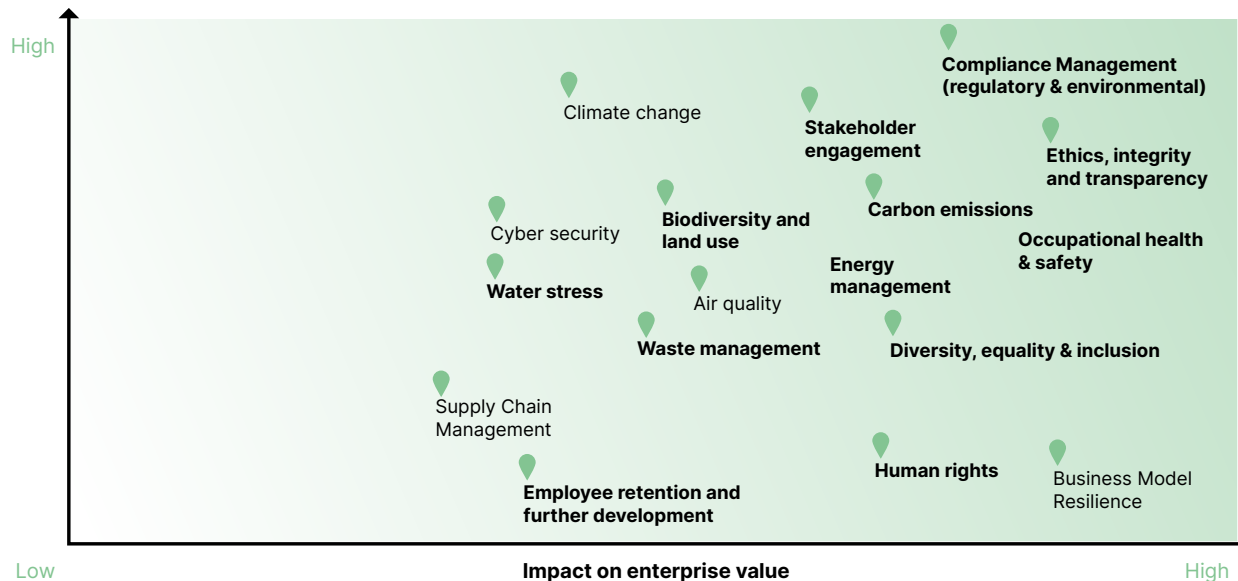 High
Compliance Management
(regulatory & environmental)
Climate change
Stakeholder
engagement
Ethics, integrity
and transparency
Carbon emissions
Biodiversity and
land use
Cyber security
Occupational health
& safety
Energy
management
Water stress
Air quality
Waste management
Diversity, equality & inclusion
Supply Chain
Management
Human rights
Business Model
Resilience
Employee retention and
further development
Low
Impact on enterprise value
High